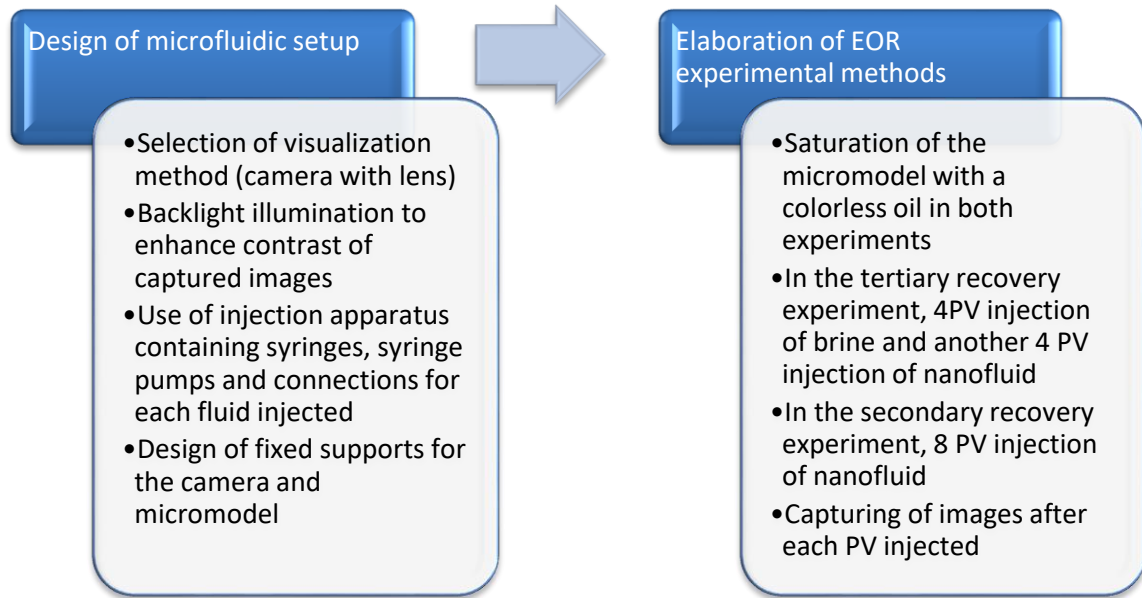 Design of microfluidic setup
•Selection of visualization
method (camera with lens)
•Backlight illumination to
enhance contrast of
captured images
•Use of injection apparatus
containing syringes, syringe
pumps and connections for
each fluid injected
•Design of fixed supports for
the camera and
micromodel
Elaboration of EOR
experimental methods
•Saturation of the
micromodel with a
colorless oil in both
experiments
•In the tertiary recovery
experiment, 4PV injection
of brine and another 4 PV
injection of nanofluid
•In the secondary recovery
experiment, 8 PV injection
of nanofluid
•Capturing of images after
each PV injected